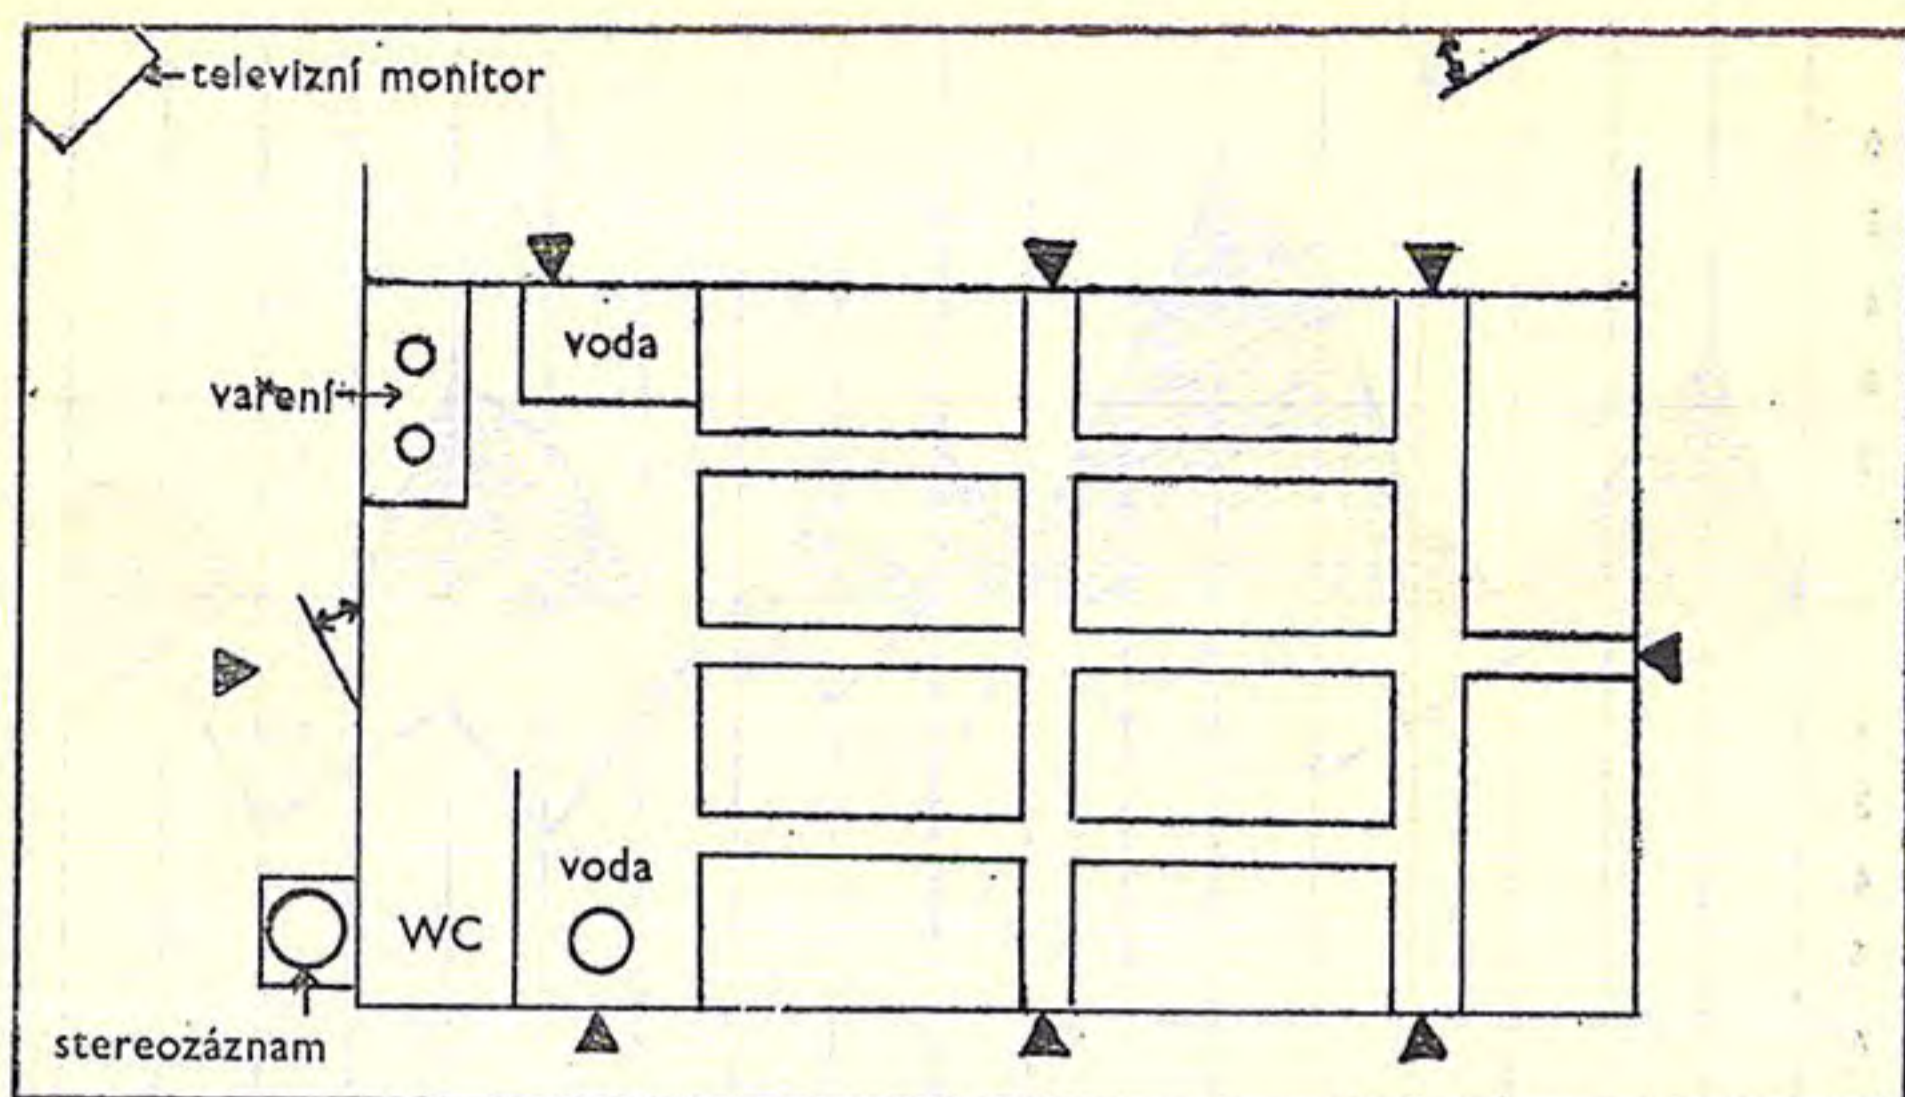 televizní monitor
voda
vaření
voda
WC
stereozáznam